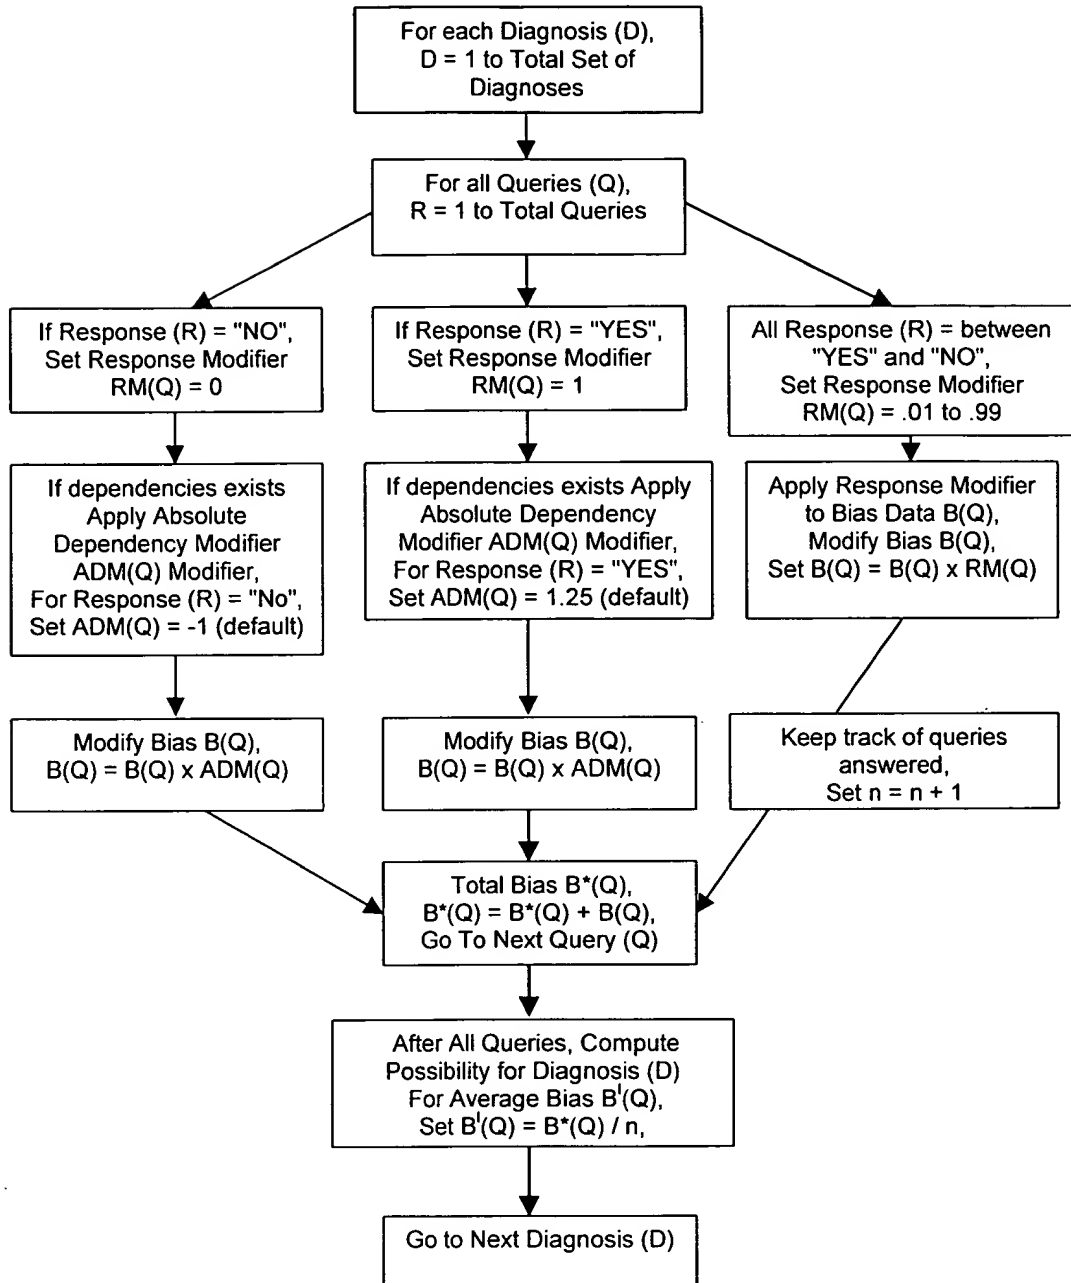 For each Diagnosis (D),
D = 1 to Total Set of
Diagnoses
For all Queries (Q),
R = 1 to Total Queries
If Response (R) = "NO",
Set Response Modifier
RM(Q) = 0
If Response (R) = "YES",
Set Response Modifier
RM(Q) = 1
All Response (R) = between
"YES" and "NO",
Set Response Modifier
RM(Q) = .01 to .99
If dependencies exists
Apply Absolute
Dependency Modifier
ADM(Q) Modifier,
For Response (R) = "No",
Set ADM(Q) = -1 (default)
If dependencies exists Apply
Absolute Dependency
Modifier ADM(Q) Modifier,
For Response (R) = "YES",
Set ADM(Q) = 1.25 (default)
Apply Response Modifier
to Bias Data B(Q),
Modify Bias B(Q),
Set B(Q) = B(Q) x RM(Q)
Modify Bias B(Q),
B(Q) = B(Q) x ADM(Q)
Modify Bias B(Q),
B(Q) = B(Q) x ADM(Q)
Keep track of queries
answered,
Set n = n + 1
Total Bias B*(Q),
B*(Q) = B*(Q) + B(Q),
Go To Next Query (Q)
After All Queries, Compute
Possibility for Diagnosis (D)
For Average Bias B'(Q),
Set B'(Q) = B*(Q) / n,
Go to Next Diagnosis (D)